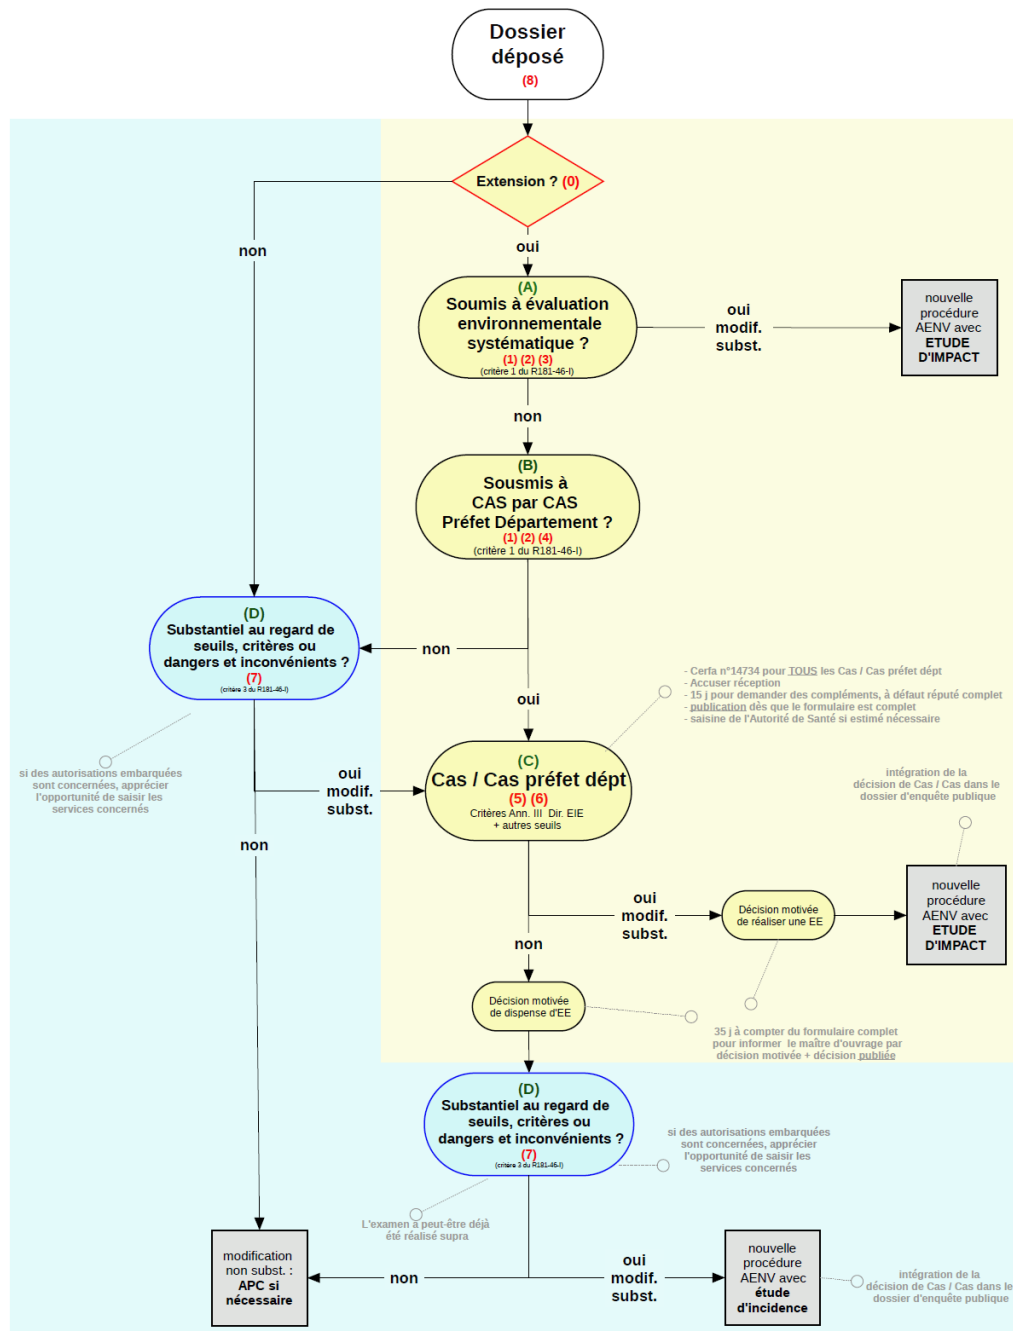 Dossier
déposé
(8)
Extension ? (0)
non
oui
(A)
Soumis à évaluation
environnementale
systématique ?
(1) (2) (3)
(critère 1 du R181-46-I)
oui
modif.
subst.
nouvelle
procédure
AENV avec
ETUDE
D'IMPACT
non
(B)
Sousmis à
CAS par CAS
Préfet Département ?
(1) (2) (4)
(critère 1 du R181-46-I)
(D)
Substantiel au regard de
seuils, critères ou
dangers et inconvénients ?
(7)
(critère 3 du R181-46-I)
non
oui
- Cerfa n°14734 pour TOUS les Cas / Cas préfet dépt
- Accuser réception
- 15 j pour demander des compléments, à défaut réputé complet
- publication dès que le formulaire est complet
- saisine de l'Autorité de Santé si estimé nécessaire
si des autorisations embarquées
sont concernées, apprécier
l'opportunité de saisir les
services concernés
oui
modif.
subst.
(C)
Cas / Cas préfet dépt
(5) (6)
Critères Ann. III Dir. EIE
+ autres seuils
intégration de la
décision de Cas / Cas dans le
dossier d'enquête publique
non
oui
modif.
subst.
Décision motivée
de réaliser une EE
nouvelle
procédure
AENV avec
ETUDE
D'IMPACT
non
Décision motivée
de dispense d'EE
35 j à compter du formulaire complet
pour informer le maître d'ouvrage par
décision motivée + décision publiée
(D)
Substantiel au regard de
seuils, critères ou
dangers et inconvénients ?
(7)
(critère 3 du R181-46-I)
si des autorisations embarquées
sont concernées, apprécier
l'opportunité de saisir les
services concernés
L'examen a peut-être déjà
été réalisé supra
modification
non subst. :
APC si
nécessaire
non
oui
modif.
subst.
nouvelle
procédure
AENV avec
étude
d'incidence
intégration de la
décision de Cas / Cas dans le
dossier d'enquête publique